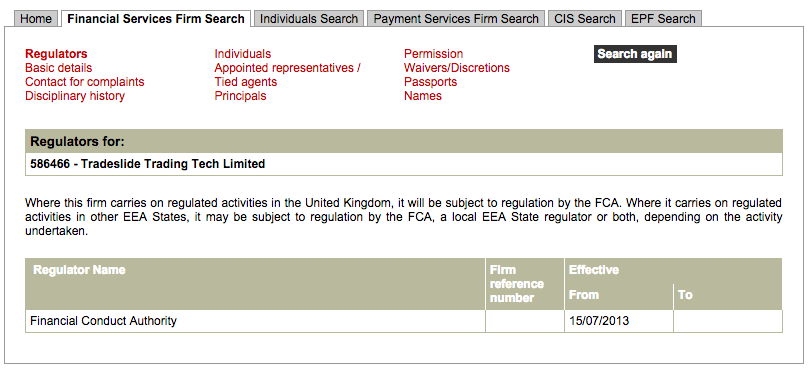 Home Financial Services Firm Search Individuals Search Payment Services Firm Search CIS Search EPF Search
Regulators Individuals Permission Search again
Basic details Appointed representatives / Waivers/Discretions
Contact for complaints Tied agents Passports
Disciplinary history Principals Names
Regulators for:
586466 - Tradeslide Trading Tech Limited
Where this firm carries on regulated activities in the United Kingdom, it will be subject to regulation by the FCA. Where it carries on regulated
activities in other EEA States, it may be subject to regulation by the FCA, a local EEA State regulator or both, depending on the activity
undertaken.
Regulator Name Firm Effective
reference
number From To
Financial Conduct Authority 15/07/2013